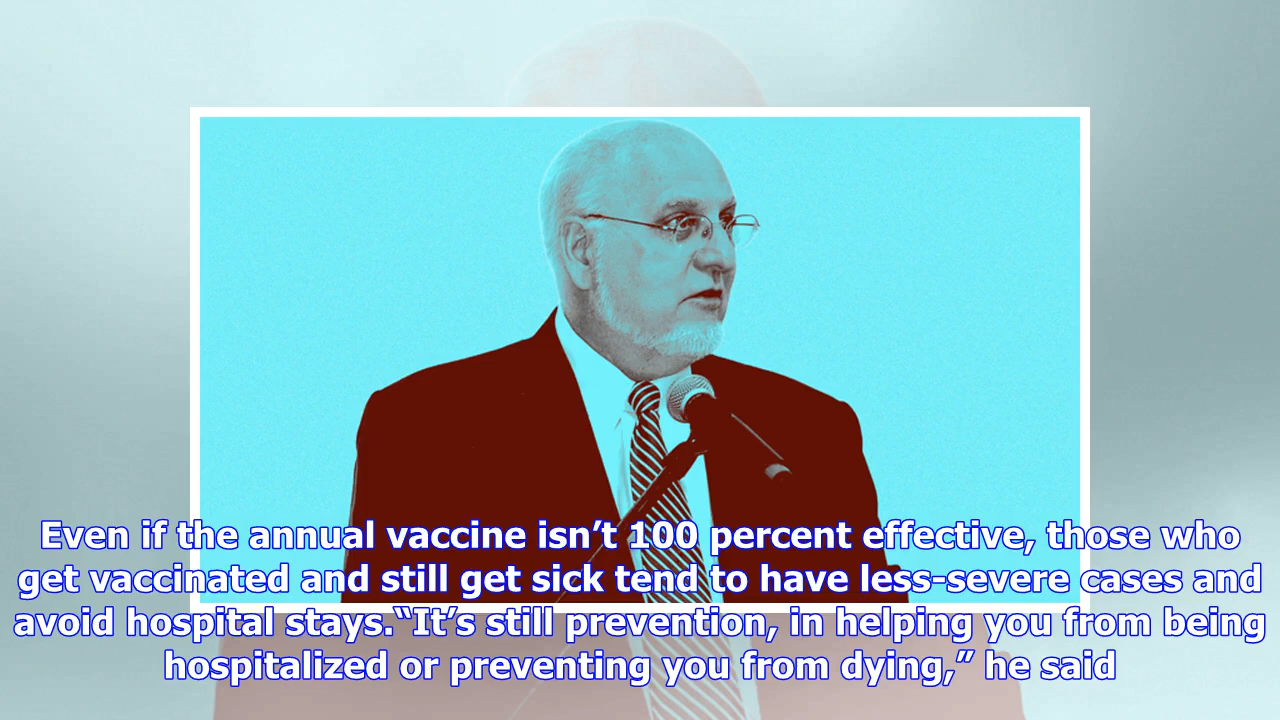 Even if the annual vaccine isn’t 100 percent effective, those who
get vaccinated and still get sick tend to have less-severe cases and
avoid hospital stays.“It’s still prevention, in helping you from being
hospitalized or preventing you from dying,” he said